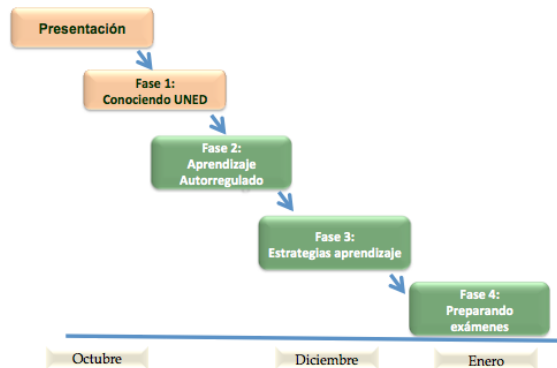 Presentación
Fase 1:
Conociendo UNED
Fase 2:
Aprendizaje
Autorregulado
Fase 3:
Estrategias aprendizaje
Fase 4:
Preparando
exámenes
Octubre
Diciembre
Enero